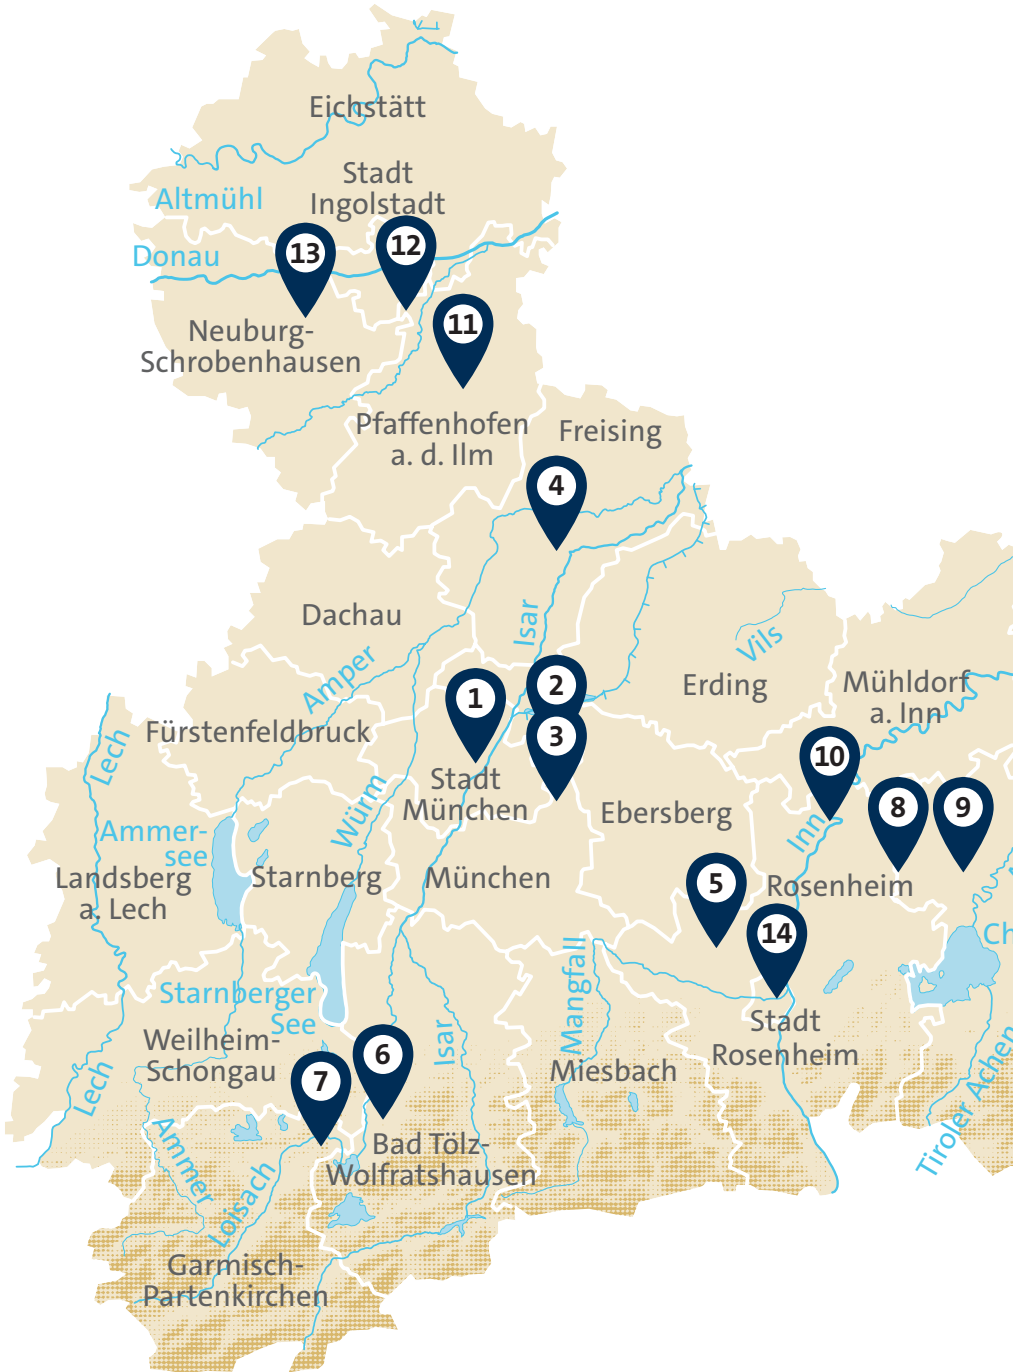 Eichstätt
Stadt
Ingolstadt
Altmühl
Donau
13
12
11
Neuburg-
Schrobenhausen
Pfaffenhofen
a. d. Ilm
Freising
4
Dachau
Isar
Amper
Vils
Erding
Mühldorf
a. Inn
Fürstenfeldbruck
Lech
1
2
3
10
Stadt
München
Würm
Ebersberg
Inn
8
9
Ammer-
see
Landsberg
a. Lech
Starnberg
München
5
Rosenheim
14
Ch
Mangfall
Starnberger
See
Isar
Stadt
Rosenheim
Weilheim-
Schongau
6
7
Miesbach
Lech
Tiroler Achen
Ammer
Loisach
Bad Tölz-
Wolfratshausen
Garmisch-
Partenkirchen